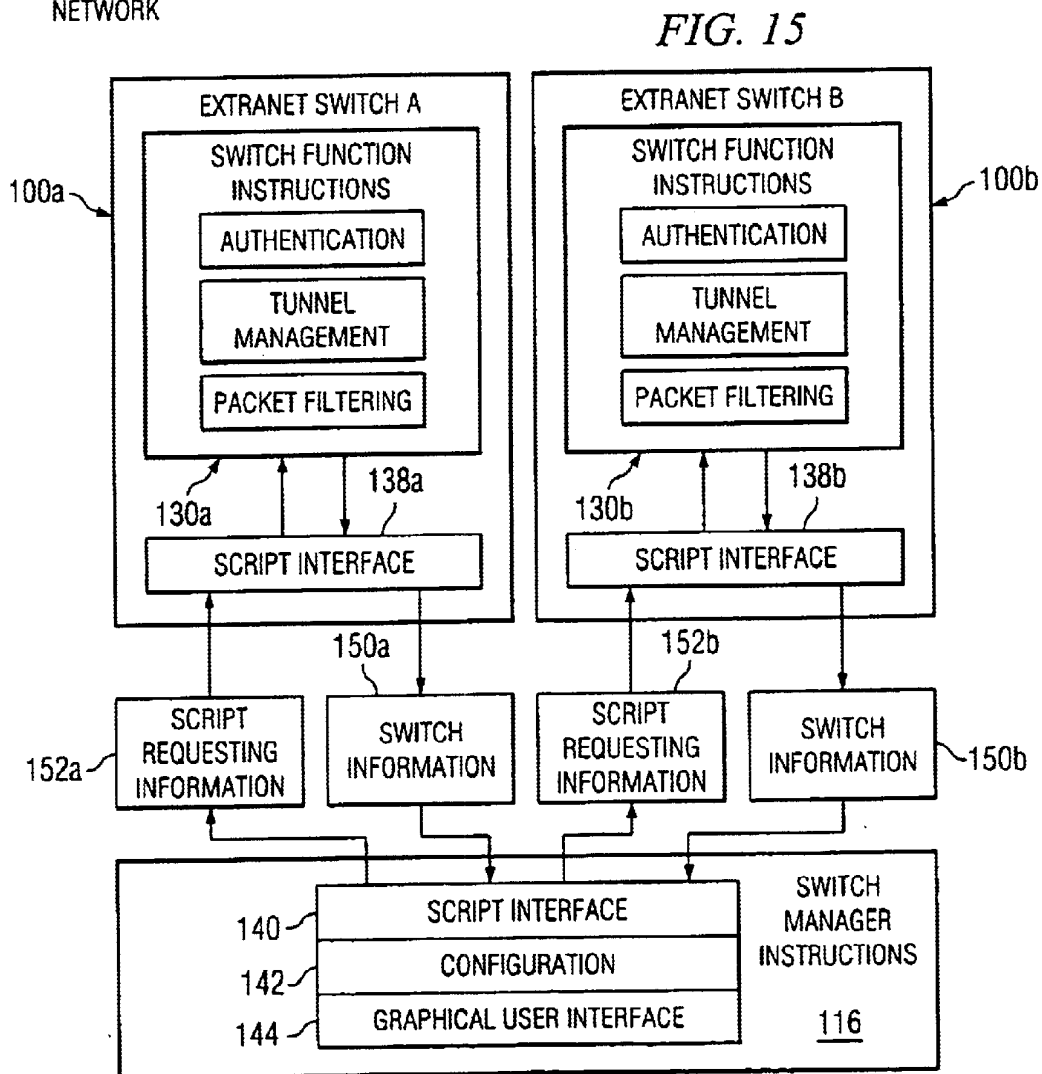 NETWORK
FIG. 15
EXTRANET SWITCH A
SWITCH FUNCTION
INSTRUCTIONS
AUTHENTICATION
TUNNEL
MANAGEMENT
PACKET FILTERING
100a
130a
138a
SCRIPT INTERFACE
EXTRANET SWITCH B
SWITCH FUNCTION
INSTRUCTIONS
AUTHENTICATION
TUNNEL
MANAGEMENT
PACKET FILTERING
100b
130b
138b
SCRIPT INTERFACE
152a
SCRIPT
REQUESTING
INFORMATION
150a
SWITCH
INFORMATION
152b
SCRIPT
REQUESTING
INFORMATION
SWITCH
INFORMATION
150b
140
SCRIPT INTERFACE
142
CONFIGURATION
144
GRAPHICAL USER INTERFACE
SWITCH
MANAGER
INSTRUCTIONS
116